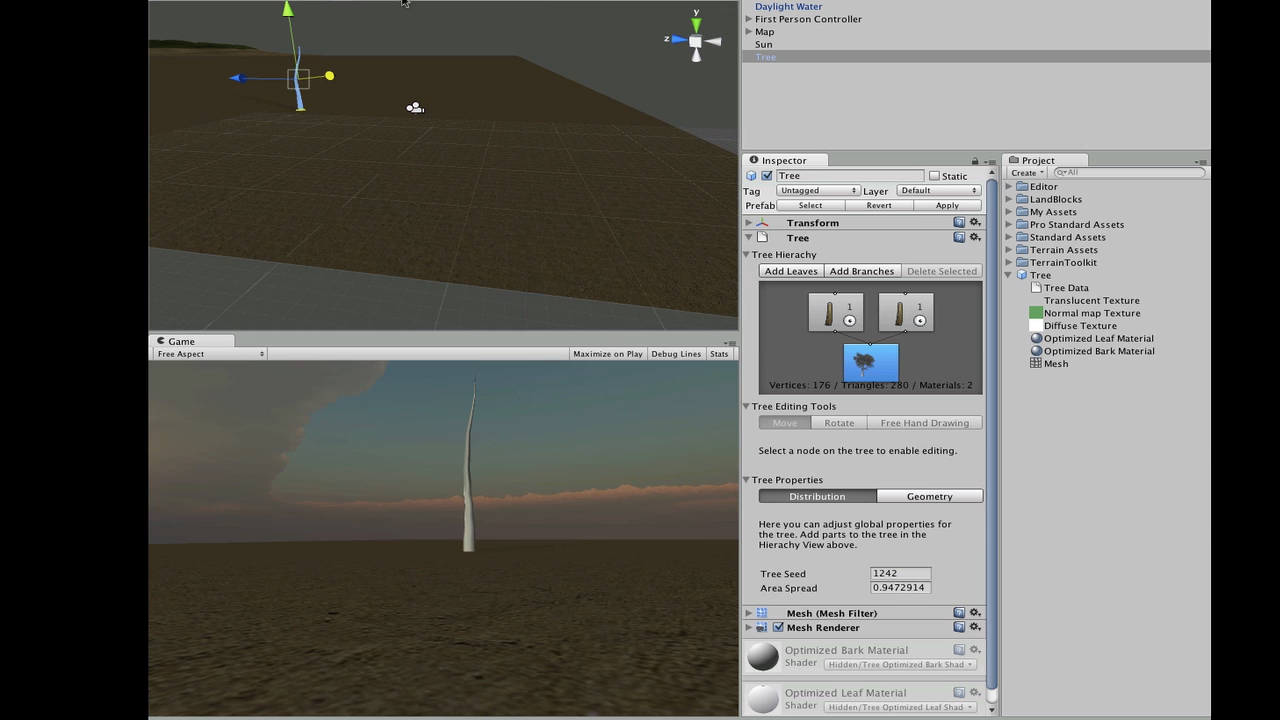 y
z
Daylight Water
First Person Controller
Map
Sun
Tree
Inspector
Tree
Static
Tag
Untagged
Layer
Default
Prefab
Select
Revert
Apply
Transform
Tree
Tree Hierachy
Add Leaves
Add Branches
Delete Selected
1
1
Vertices: 176 / Triangles: 280 / Materials: 2
Tree Editing Tools
Move
Rotate
Free Hand Drawing
Select a node on the tree to enable editing.
Tree Properties
Distribution
Geometry
Here you can adjust global properties for
the tree. Add parts to the tree in the
Hierachy View above.
Tree Seed
1242
Area Spread
0.9472914
Mesh (Mesh Filter)
Mesh Renderer
Optimized Bark Material
Shader
Hidden/Tree Optimized Bark Shad
Optimized Leaf Material
Shader
Hidden/Tree Optimized Leaf Shad
Project
Create
All
Editor
LandBlocks
My Assets
Pro Standard Assets
Standard Assets
Terrain Assets
TerrainToolkit
Tree
Tree Data
Translucent Texture
Normal map Texture
Diffuse Texture
Optimized Leaf Material
Optimized Bark Material
Mesh
Game
Free Aspect
Maximize on Play
Debug Lines
Stats